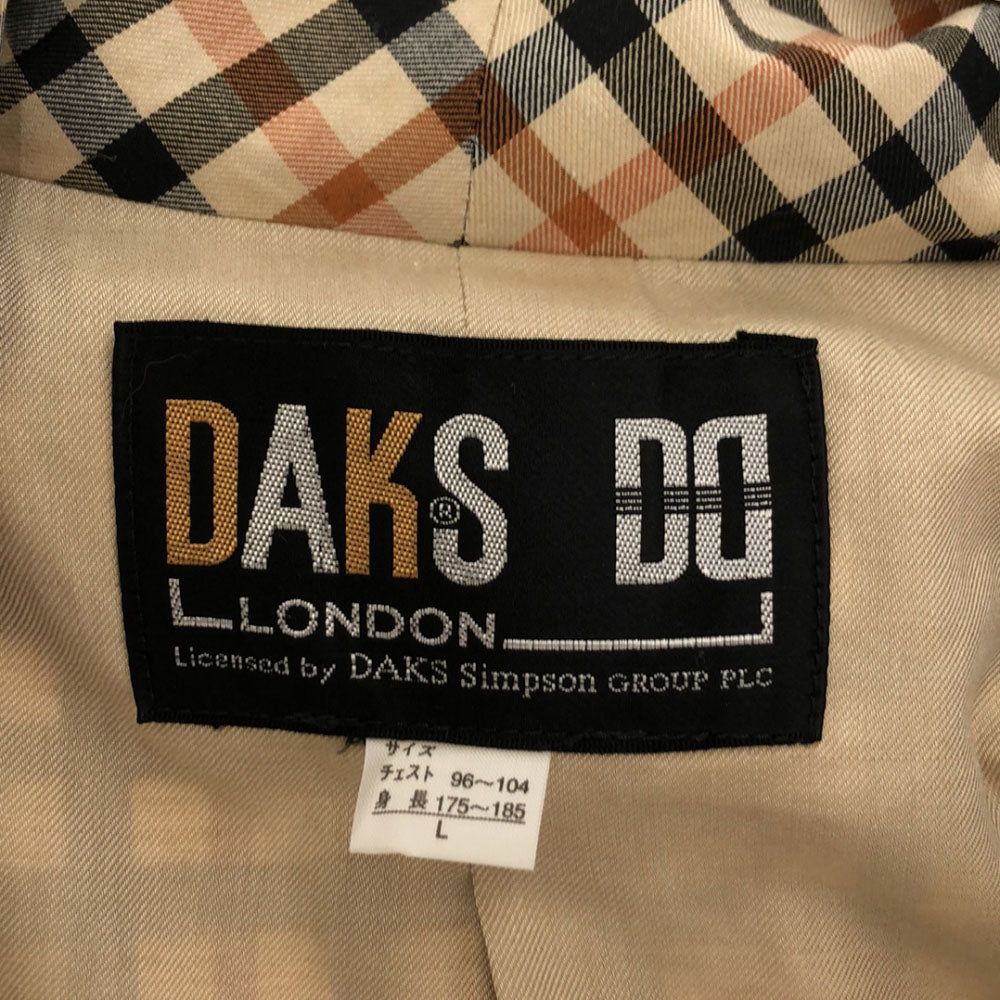 DAKS® DD
LONDON
Licensed by DAKS Simpson GROUP PLC
サイズ
チェスト 96～104
身 長 175～185
L